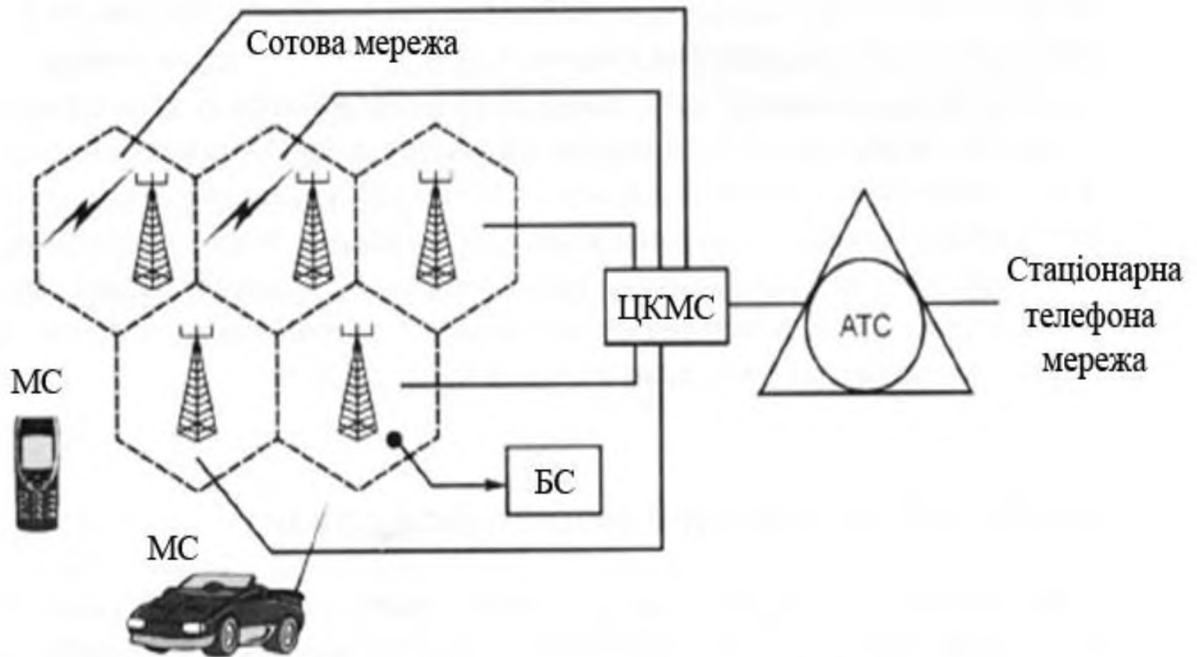 Сотова мережа
ЦКМС
АТС
Стаціонарна
телефона
мережа
МС
БС
МС